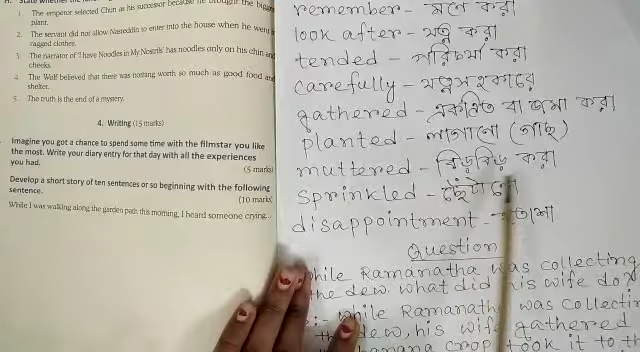 1. The emperor selected Chun as his successor because he brought the biggest
plant.
2. The servant did not allow Nasreddin to enter into the house when he went
ragged clothes.
3. The narrator of 'I have Noodles in My Nostrils' has noodles only on his chin and
cheeks.
4. The Wolf believed that there was nothing worth so much as good food and
shelter.
5. The truth is the end of a mystery.
4. Writing (15 marks)
Imagine you got a chance to spend some time with the filmstar you like
the most. Write your diary entry for that day with all the experiences
you had. (5 marks)
Develop a short story of ten sentences or so beginning with the following
sentence. (10 marks)
While I was walking along the garden path this morning, I heard someone crying...
remember - মনে করা
look after - যত্ন করা
tended - পরিচর্যা করা
carefully - যত্নসহকারে
gathered - একত্রিত বা জমা করা
planted - লাগানো (গাছ)
muttered - বিড়বিড় করা
sprinkled - ছেঁটানো
disappointment - হতাশা
Question
While Ramanatha was collecting
the dew, what did his wife do?
:- while Ramanath was collectin
the dew, his wife gathered
banana crop took it to th